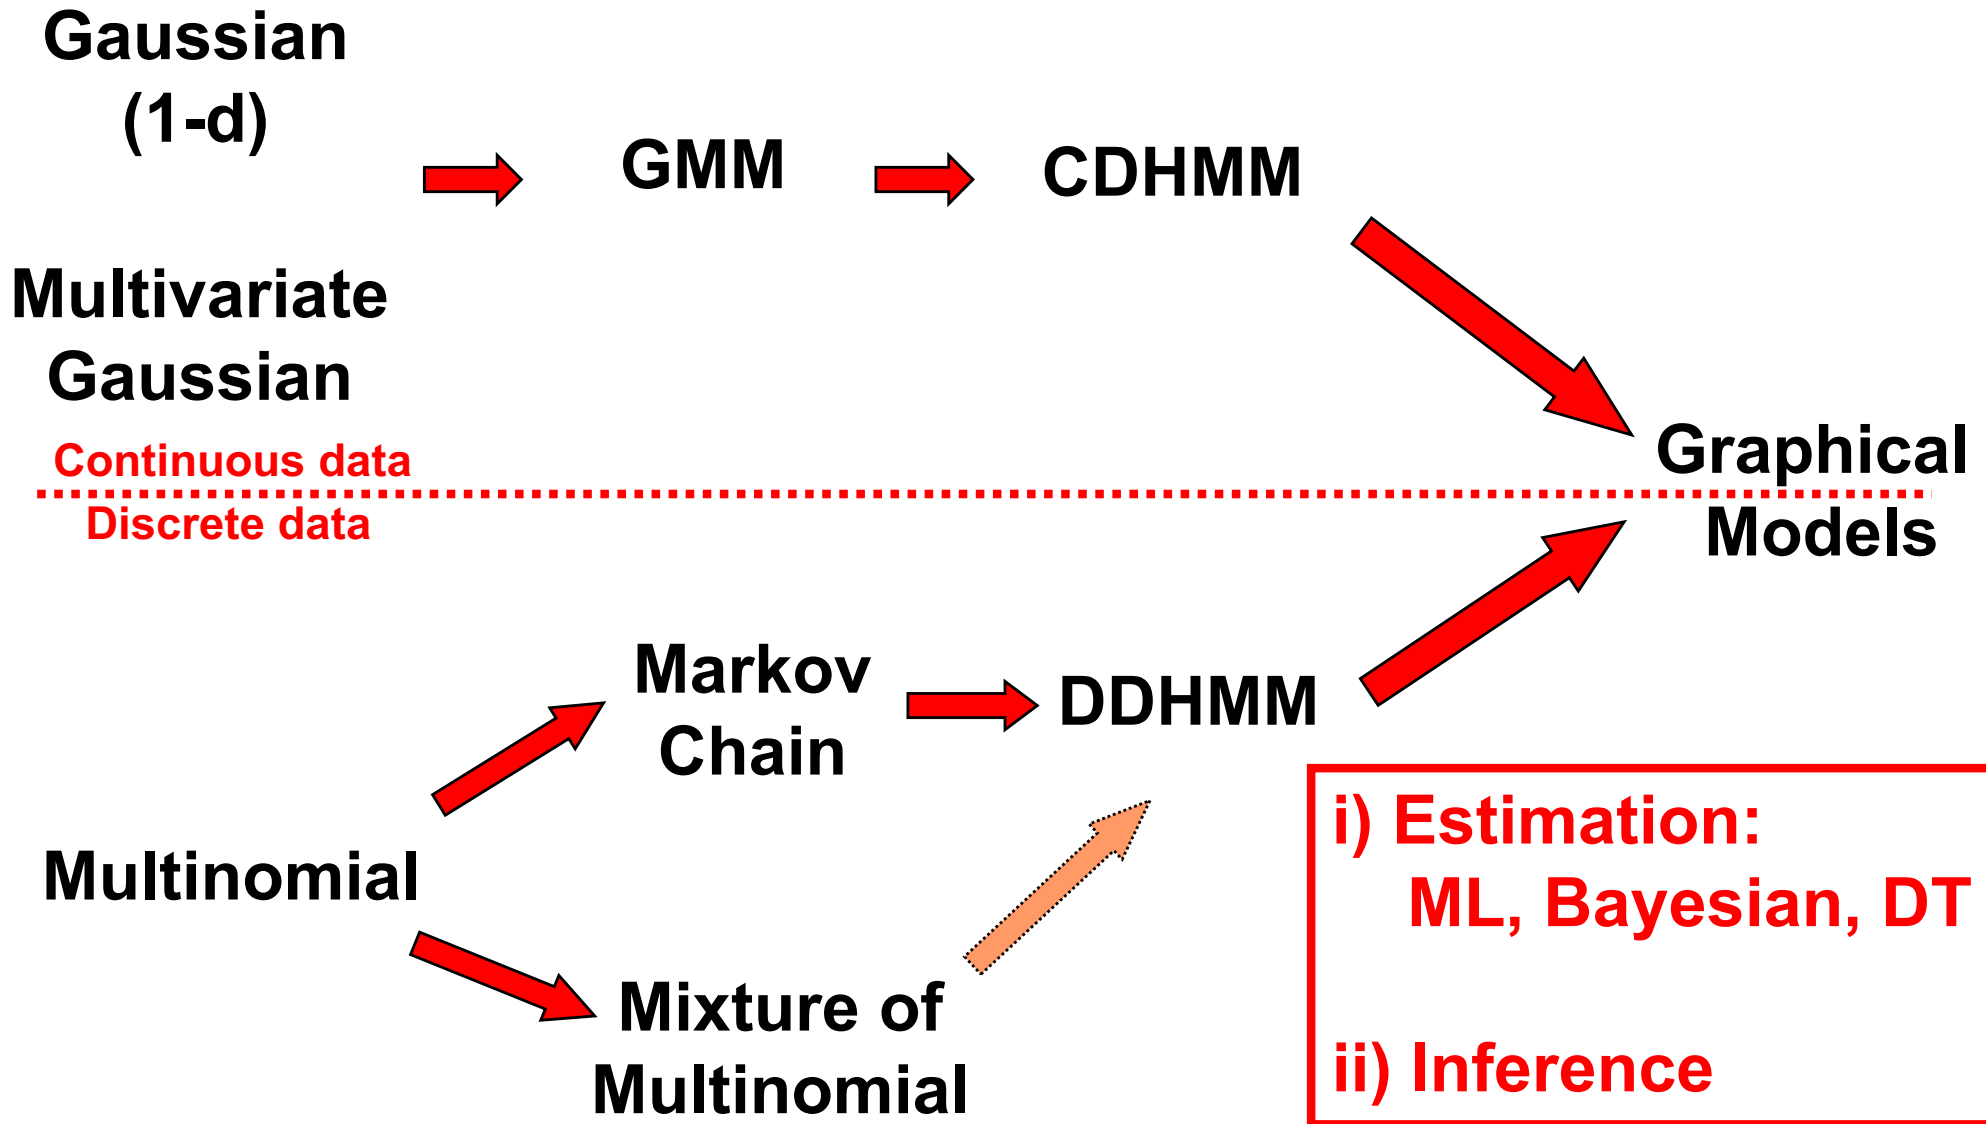 Gaussian
(1-d)
GMM
CDHMM
Multivariate
Gaussian
Continuous data
Graphical
Models
Discrete data
Markov
Chain
DDHMM
Multinomial
Mixture of
Multinomial
i) Estimation:
ML, Bayesian, DT
ii) Inference